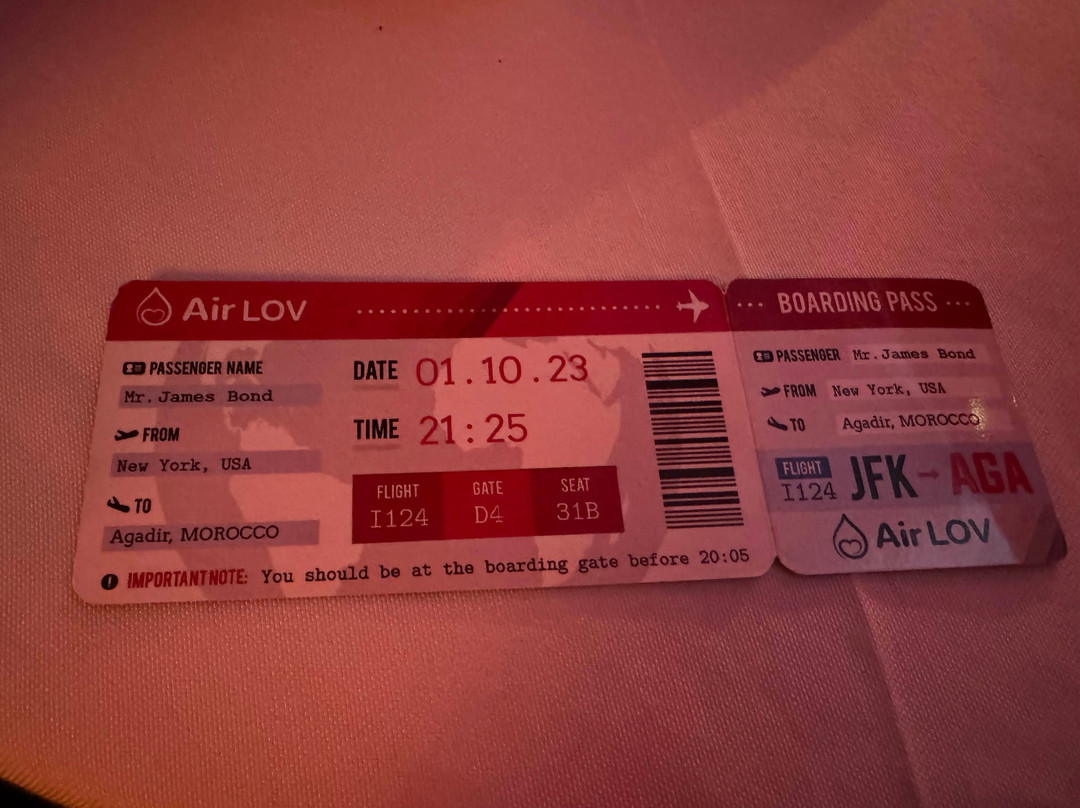 Air LOV
PASSENGER NAME
Mr. James Bond
FROM
New York, USA
TO
Agadir, MOROCCO
DATE 01.10.23
TIME 21:25
FLIGHT GATE SEAT
I124 D4 31B
IMPORTANT NOTE: You should be at the boarding gate before 20:05
BOARDING PASS
PASSENGER Mr. James Bond
FROM New York, USA
TO Agadir, MOROCCO
FLIGHT
I124
JFK → AGA
Air LOV